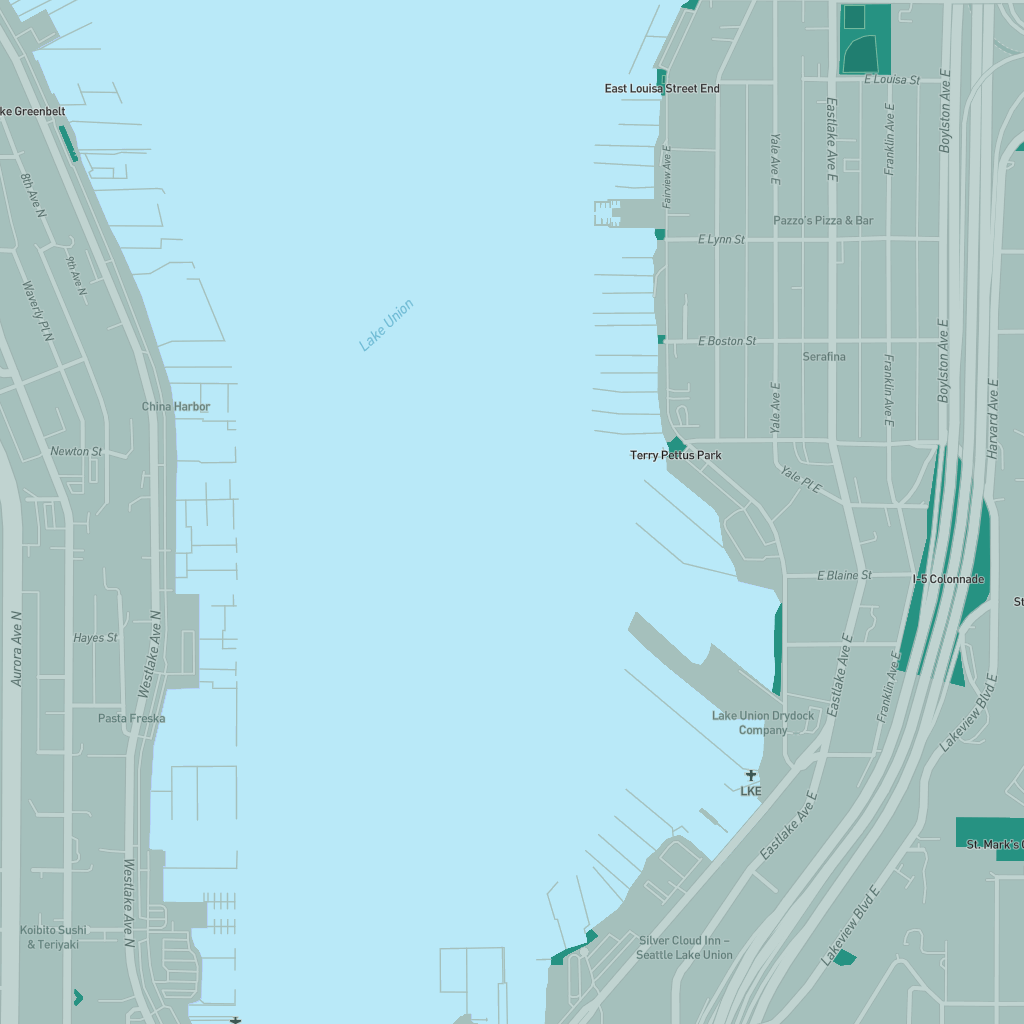 E Louisa St
East Louisa Street End
Boylston Ave E
Eastlake Ave E
Franklin Ave E
Yale Ave E
Fairview Ave E
8th Ave N
9th Ave N
Waverly Pl N
Pazzo's Pizza & Bar
E Lynn St
Lake Union
E Boston St
Serafina
Boylston Ave E
Franklin Ave E
Yale Ave E
Harvard Ave E
China Harbor
Newton St
Terry Pettus Park
Yale Pl E
E Blaine St
I-5 Colonnade
Aurora Ave N
Hayes St
Westlake Ave N
Eastlake Ave E
Franklin Ave E
Lakeview Blvd E
Pasta Freska
Lake Union Drydock
Company
LKE
Eastlake Ave E
St. Mark's
Westlake Ave N
Lakeview Blvd E
Koibito Sushi
& Teriyaki
Silver Cloud Inn –
Seattle Lake Union